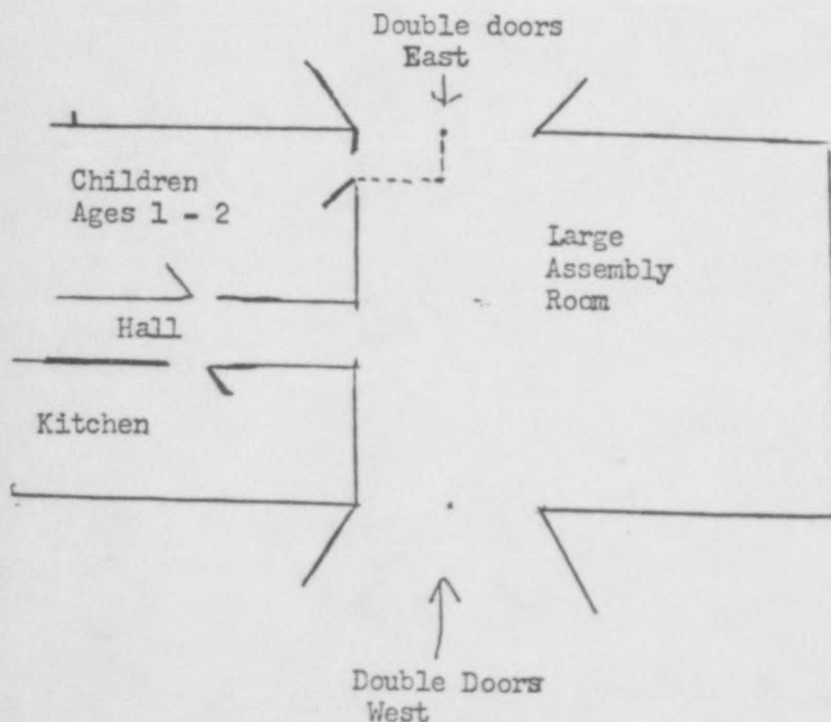 Double doors
East
Children
Ages 1 - 2
Large
Assembly
Room
Hall
Kitchen
Double Doors
West